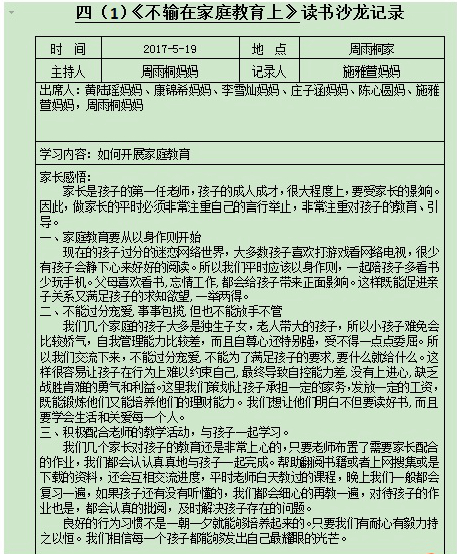 四（1）《不输在家庭教育上》读书沙龙记录
时 间 2017-5-19 地 点 周雨桐家
主持人 周雨桐妈妈 记录人 施雅萱妈妈
出席人：黄陆瑶妈妈、康锦希妈妈、李雪灿妈妈、庄子涵妈妈、陈心圆妈妈、施雅
萱妈妈，周雨桐妈妈
学习内容：如何开展家庭教育
家长感悟：
家长是孩子的第一任老师，孩子的成人成才，很大程度上，要受家长的影响。
因此，做家长的平时必须非常注重自己的言行举止，非常注重对孩子的教育、引
导。
一、家庭教育要从以身作则开始
现在的孩子过分的迷恋网络世界，大多数孩子喜欢打游戏看网络电视，很少
有孩子会静下心来好好的阅读。所以我们平时应该以身作则，一起陪孩子多看书
少玩手机。父母喜欢看书,忘情工作,都会给孩子带来正面影响。这样既能促进亲
子关系又满足孩子的求知欲望,一举两得。
二、不能过分宠爱,事事包揽,但也不能放手不管
我们几个家庭的孩子大多是独生子女，老人带大的孩子，所以小孩子难免会
比较娇气，自我管理能力比较差，而且自尊心还特别强，受不得一点点委屈。所
以我们交流下来，不能过分宠爱,不能为了满足孩子的要求,要什么就给什么。这
样很容易让孩子在行为上难以约束自己,最终导致自控能力差,没有上进心,缺乏
战胜肯难的勇气和利益。这里我们策划让孩子承担一定的家务,发放一定的工资，
既能锻炼他们又能培养他们的理财能力。我们想让他们明白不但要读好书,而且
要学会生活和关爱每一个人。
三、积极配合老师的教学活动，与孩子一起学习。
我们几个家长对孩子的教育还是非常上心的,只要老师布置了需要家长配合
的作业，我们都会认认真真地与孩子一起完成。帮助翻阅书籍或者上网搜集或是
下载的资料，还会互相交流进度，平时老师白天教过的课程，晚上我们一般都会
复习一遍，如果孩子还有没有听懂的，我们都会细心的再教一遍，对待孩子的作
业也是，都会认真的批阅，及时解决孩子存在的问题。
良好的行为习惯不是一朝一夕就能够培养起来的。只要我们有耐心有毅力持
之以恒。我们相信每一个孩子都能够发出自己最耀眼的光芒。